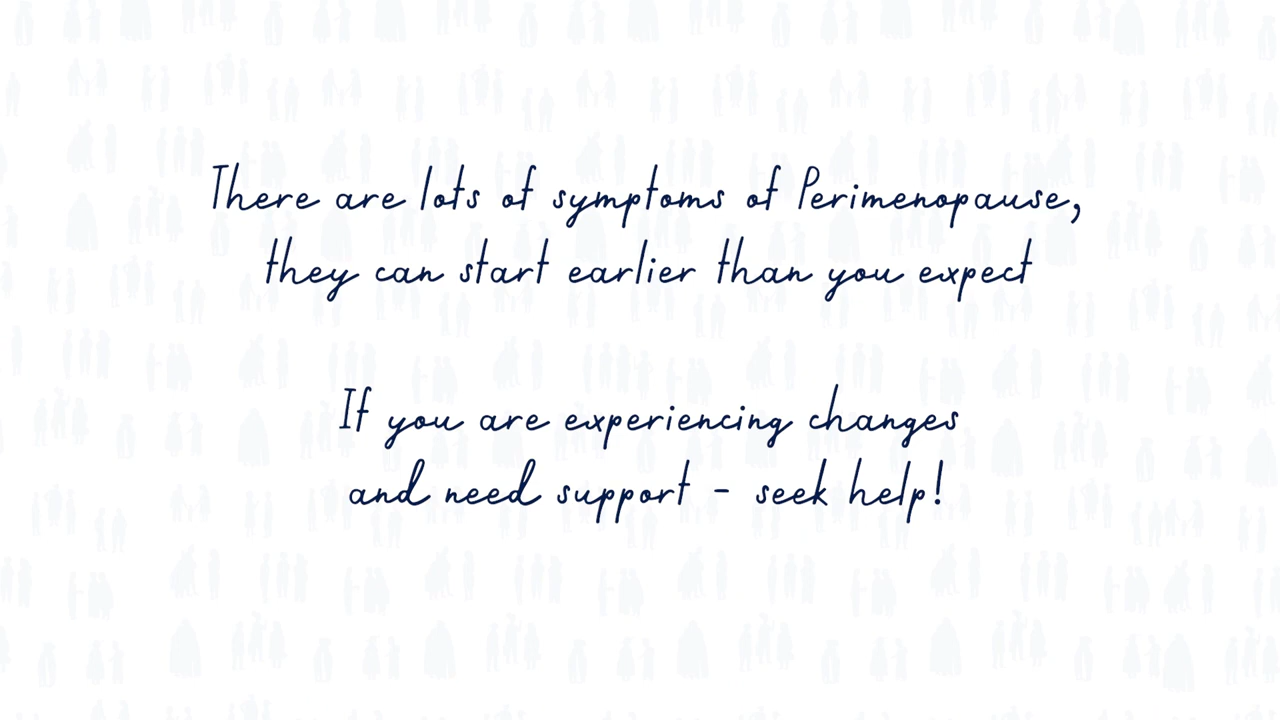 There are lots of symptoms of Perimenopause,
they can start earlier than you expect
If you are experiencing changes
and need support - seek help!